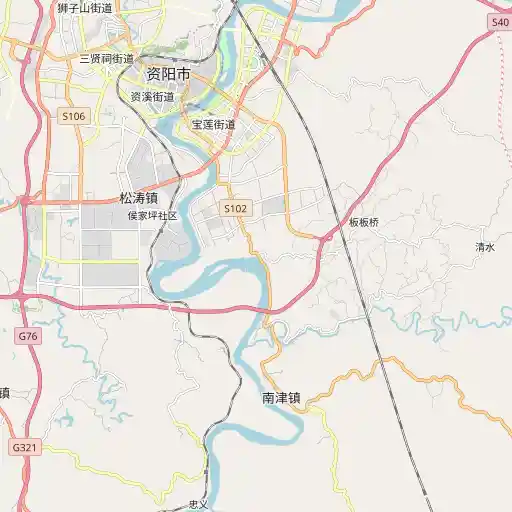 狮子山街道
S40
三贤祠街道
资阳市
资溪街道
S106
宝莲街道
松涛镇
侯家坪社区
S102
板板桥
清水
G76
镇
南津镇
G321
忠义